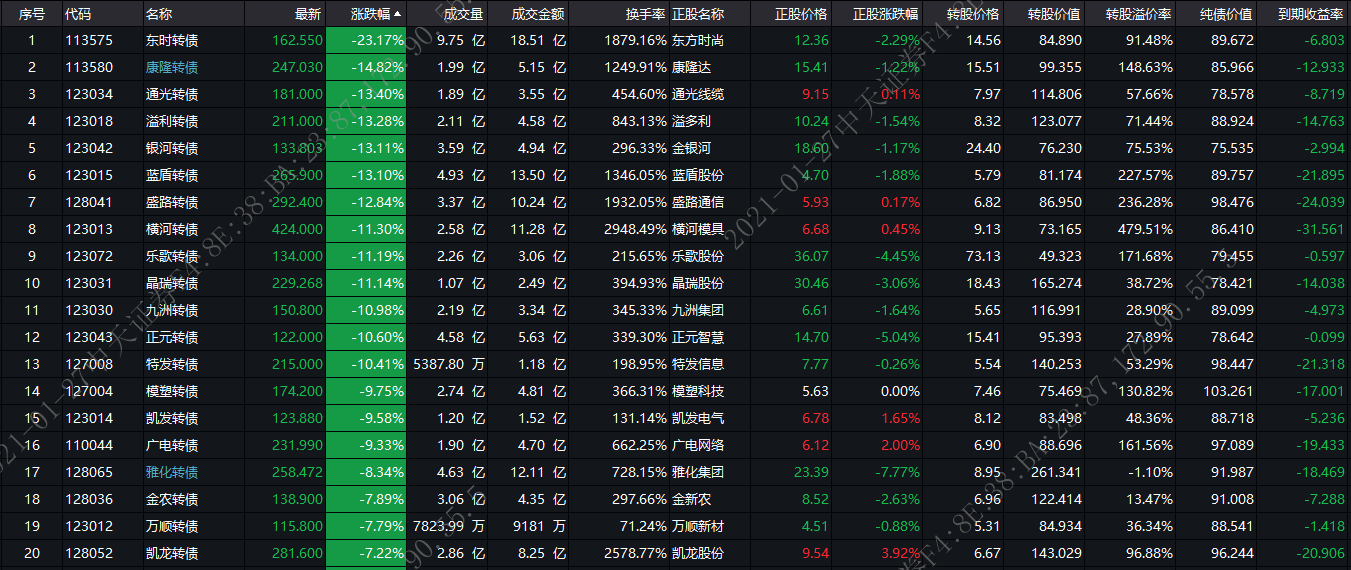 序号 代码 名称 最新 涨跌幅 成交量 成交金额 换手率 正股名称 正股价格 正股涨跌幅 转股价格 转股价值 转股溢价率 纯债价值 到期收益率
1 113575 东时转债 162.550 -23.17% 9.75 亿 18.51 亿 1879.16% 东方时尚 12.36 -2.29% 14.56 84.890 91.48% 89.672 -6.803
2 113580 康隆转债 247.030 -14.82% 1.99 亿 5.15 亿 1249.91% 康隆达 15.41 -1.22% 15.51 99.355 148.63% 85.966 -12.933
3 123034 通光转债 181.000 -13.40% 1.89 亿 3.55 亿 454.60% 通光线缆 9.15 0.11% 7.97 114.806 57.66% 78.578 -8.719
4 123018 溢利转债 211.000 -13.28% 2.11 亿 4.58 亿 843.13% 溢多利 10.24 -1.54% 8.32 123.077 71.44% 88.924 -14.763
5 123042 银河转债 133.803 -13.11% 3.59 亿 4.94 亿 296.33% 金银河 18.60 -1.17% 24.40 76.230 75.53% 75.535 -2.994
6 123015 蓝盾转债 265.900 -13.10% 4.93 亿 13.50 亿 1346.05% 蓝盾股份 4.70 -1.88% 5.79 81.174 227.57% 89.757 -21.895
7 128041 盛路转债 292.400 -12.84% 3.37 亿 10.24 亿 1932.05% 盛路通信 5.93 0.17% 6.82 86.950 236.28% 98.476 -24.039
8 123013 横河转债 424.000 -11.30% 2.58 亿 11.28 亿 2948.49% 横河模具 6.68 0.45% 9.13 73.165 479.51% 86.410 -31.561
9 123072 乐歌转债 134.000 -11.19% 2.26 亿 3.06 亿 215.65% 乐歌股份 36.07 -4.45% 73.13 49.323 171.68% 79.455 -0.597
10 123031 晶瑞转债 229.268 -11.14% 1.07 亿 2.49 亿 394.93% 晶瑞股份 30.46 -3.06% 18.43 165.274 38.72% 78.421 -14.038
11 123030 九洲转债 150.800 -10.98% 2.19 亿 3.34 亿 345.33% 九洲集团 6.61 -1.64% 5.65 116.991 28.90% 89.099 -4.973
12 123043 正元转债 122.000 -10.60% 4.58 亿 5.63 亿 339.30% 正元智慧 14.70 -5.04% 15.41 95.393 27.89% 78.642 -0.099
13 127008 特发转债 215.000 -10.41% 5387.80 万 1.18 亿 198.95% 特发信息 7.77 -0.26% 5.54 140.253 53.29% 98.447 -21.318
14 127004 模塑转债 174.200 -9.75% 2.74 亿 4.81 亿 366.31% 模塑科技 5.63 0.00% 7.46 75.469 130.82% 103.261 -17.001
15 123014 凯发转债 123.880 -9.58% 1.20 亿 1.52 亿 131.14% 凯发电气 6.78 1.65% 8.12 83.498 48.36% 88.718 -5.236
16 110044 广电转债 231.990 -9.33% 1.90 亿 4.70 亿 662.25% 广电网络 6.12 2.00% 6.90 88.696 161.56% 97.089 -19.433
17 128065 雅化转债 258.472 -8.34% 4.63 亿 12.11 亿 728.15% 雅化集团 23.39 -7.77% 8.95 261.341 -1.10% 91.987 -18.469
18 128036 金农转债 138.900 -7.89% 3.06 亿 4.35 亿 297.66% 金新农 8.52 -2.63% 6.96 122.414 13.47% 91.008 -7.288
19 123012 万顺转债 115.800 -7.79% 7823.99 万 9181 万 71.24% 万顺新材 4.51 -0.88% 5.31 84.934 36.34% 88.541 -1.418
20 128052 凯龙转债 281.600 -7.22% 2.86 亿 8.25 亿 2578.77% 凯龙股份 9.54 3.92% 6.67 143.029 96.88% 96.244 -20.906